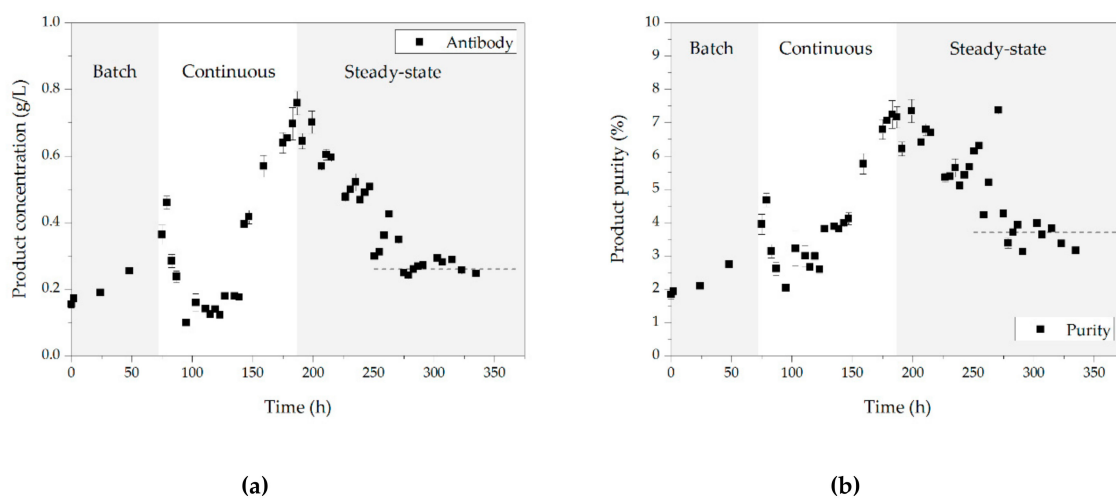 1.0
0.8
0.6
0.4
0.2
0.0
Product concentration (g/L)
Antibody
Batch
Continuous
Steady-state
0 50 100 150 200 250 300 350
Time (h)
(a)
10
9
8
7
6
5
4
3
2
1
0
Product purity (%)
Batch
Continuous
Steady-state
Purity
0 50 100 150 200 250 300 350
Time (h)
(b)